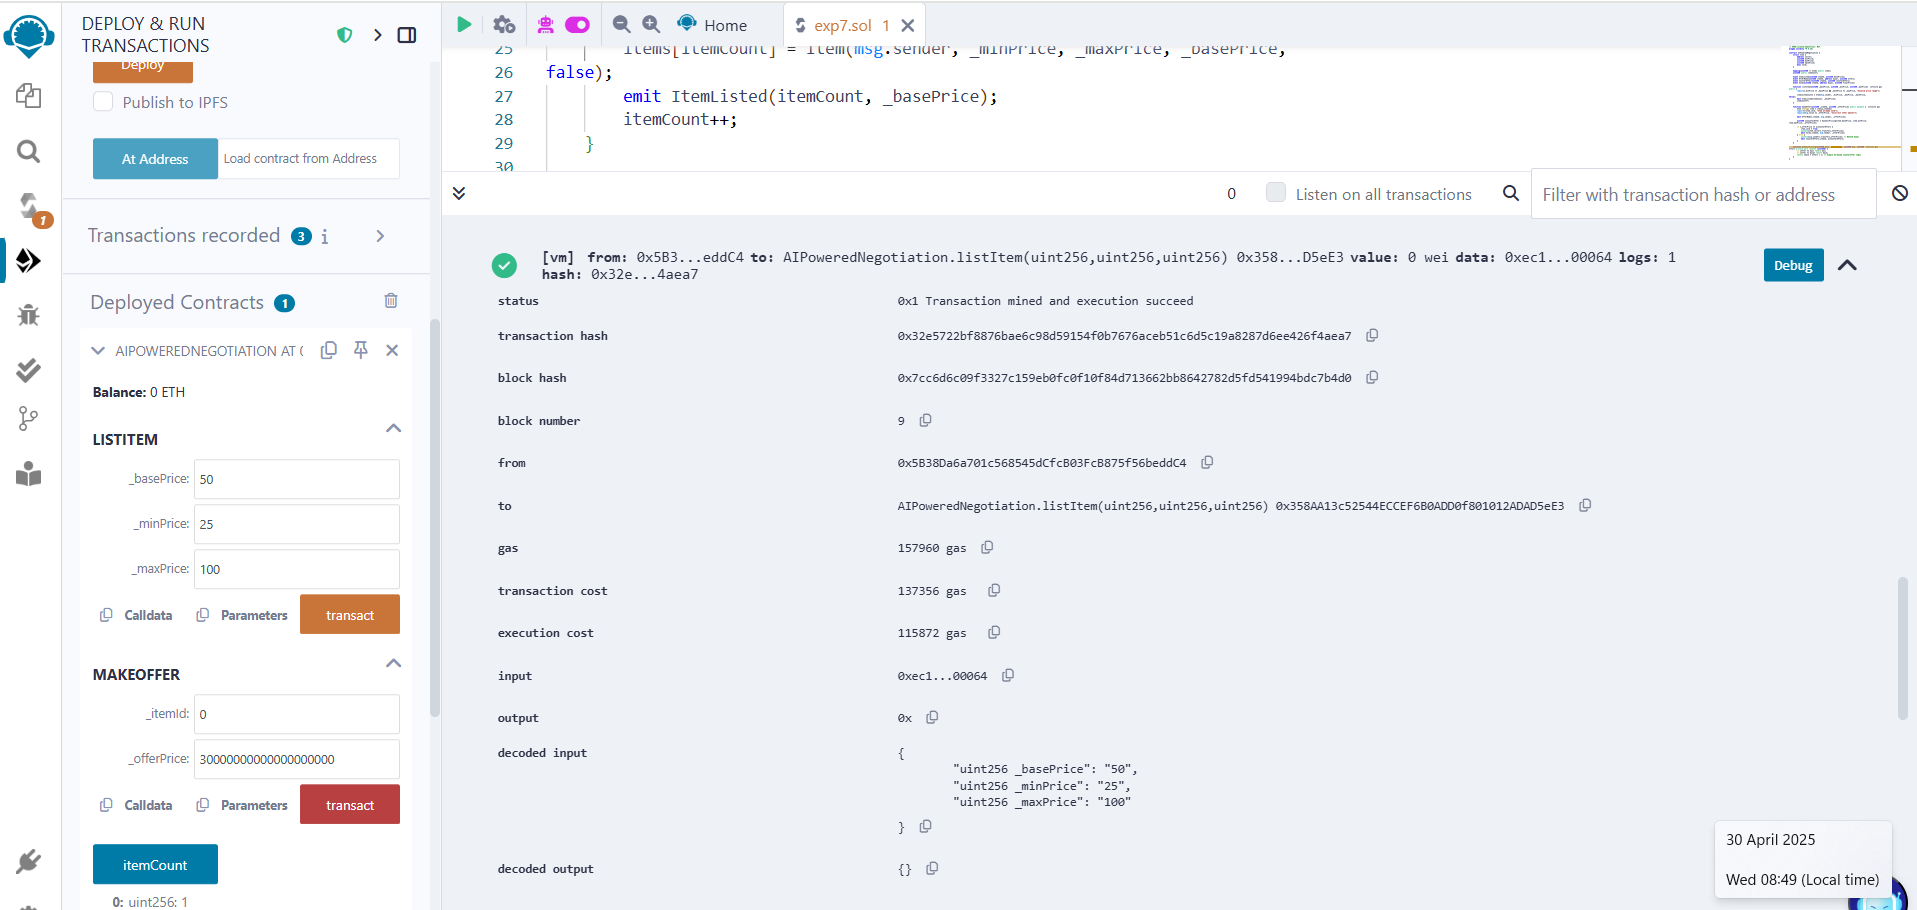 DEPLOY & RUN
TRANSACTIONS
Deploy
Publish to IPFS
At Address
Load contract from Address
Transactions recorded 3 i
Deployed Contracts 1
AIPOWEREDNEGOTIATION AT
Balance: 0 ETH
LISTITEM
_basePrice: 50
_minPrice: 25
_maxPrice: 100
Calldata Parameters transact
MAKEOFFER
_itemId: 0
_offerPrice: 30000000000000000000
Calldata Parameters transact
itemCount
0: uint256: 1
1
Home
exp7.sol 1
25 items[itemCount] = Item(msg.sender, _minPrice, _maxPrice, _basePrice,
26 false);
27 emit ItemListed(itemCount, _basePrice);
28 itemCount++;
29 }
30
0 Listen on all transactions Filter with transaction hash or address
[vm] from: 0x5B3...eddC4 to: AIPoweredNegotiation.listItem(uint256,uint256,uint256) 0x358...D5eE3 value: 0 wei data: 0xec1...00064 logs: 1
hash: 0x32e...4aea7
Debug
status 0x1 Transaction mined and execution succeed
transaction hash 0x32e5722bf8876bae6c98d59154f0b7676aceb51c6d5c19a8287d6ee426f4aea7
block hash 0x7cc6d6c09f3327c159eb0fc0f10f84d713662bb8642782d5fd541994bdc7b4d0
block number 9
from 0x5B38Da6a701c568545dCfcB03FcB875f56beddC4
to AIPoweredNegotiation.listItem(uint256,uint256,uint256) 0x358AA13c52544ECCEF6B0ADD0f801012ADAD5eE3
gas 157960 gas
transaction cost 137356 gas
execution cost 115872 gas
input 0xec1...00064
output 0x
decoded input {
"uint256 _basePrice": "50",
"uint256 _minPrice": "25",
"uint256 _maxPrice": "100"
}
decoded output {}
30 April 2025
Wed 08:49 (Local time)